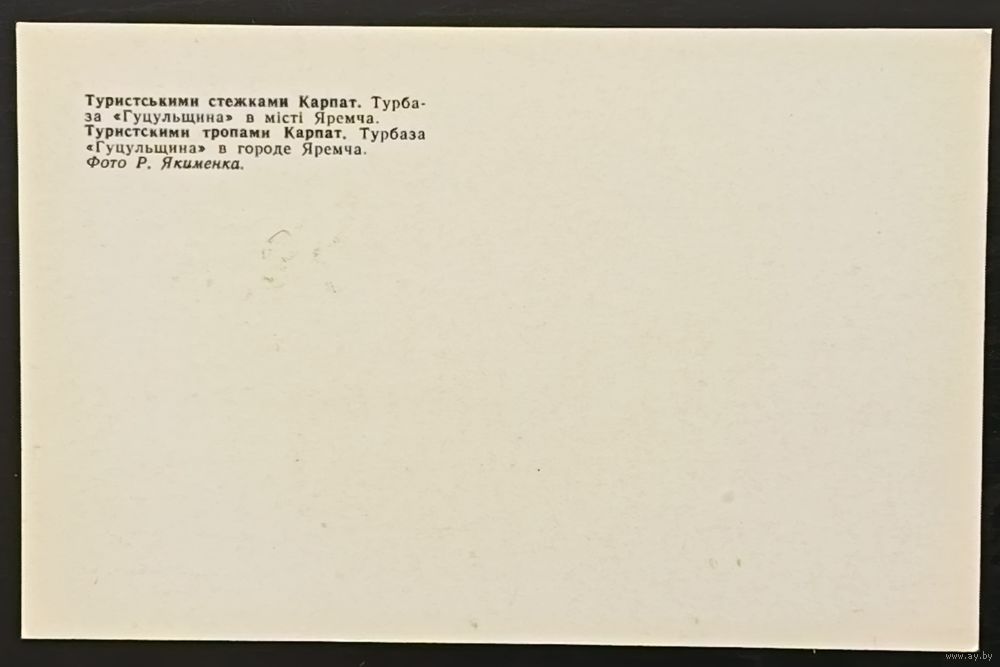 Туристськими стежками Карпат. Турба-
за «Гуцульщина» в місті Яремча.
Туристскими тропами Карпат. Турбаза
«Гуцульщина» в городе Яремча.
Фото Р. Якименка.
www.ay.by